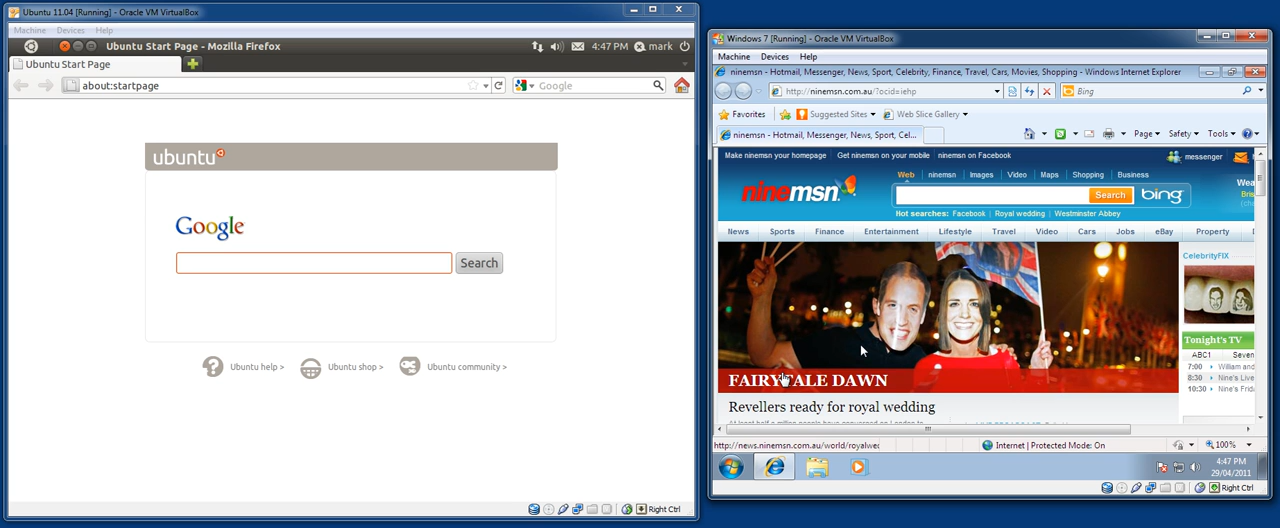 Ubuntu 11.04 [Running] - Oracle VM VirtualBox
Machine Devices Help
Ubuntu Start Page - Mozilla Firefox
4:47 PM mark
Ubuntu Start Page
about:startpage
Google
ubuntu
Google
Search
Ubuntu help >
Ubuntu shop >
Ubuntu community >
Right Ctrl
Windows 7 [Running] - Oracle VM VirtualBox
Machine Devices Help
ninemsn - Hotmail, Messenger, News, Sport, Celebrity, Finance, Travel, Cars, Movies, Shopping - Windows Internet Explorer
http://ninemsn.com.au/?ocid=iehp
Bing
Favorites Suggested Sites Web Slice Gallery
ninemsn - Hotmail, Messenger, News, Sport, Cel...
Page Safety Tools
Make ninemsn your homepage Get ninemsn on your mobile ninemsn on Facebook messenger
Web ninemsn Images Video Maps Shopping Business
ninemsn
Search
bing
Hot searches: Facebook | Royal wedding | Westminster Abbey
News Sports Finance Entertainment Lifestyle Travel Video Cars Jobs eBay Property
CelebrityFIX
FAIRYTALE DAWN
Revellers ready for royal wedding
Tonight's TV
ABC1 Seven
7:00 William and
8:30 Nine's Live
10:30 Nine's Frid
http://news.ninemsn.com.au/world/royalwed
Internet | Protected Mode: On
100%
4:47 PM
29/04/2011
Right Ctrl